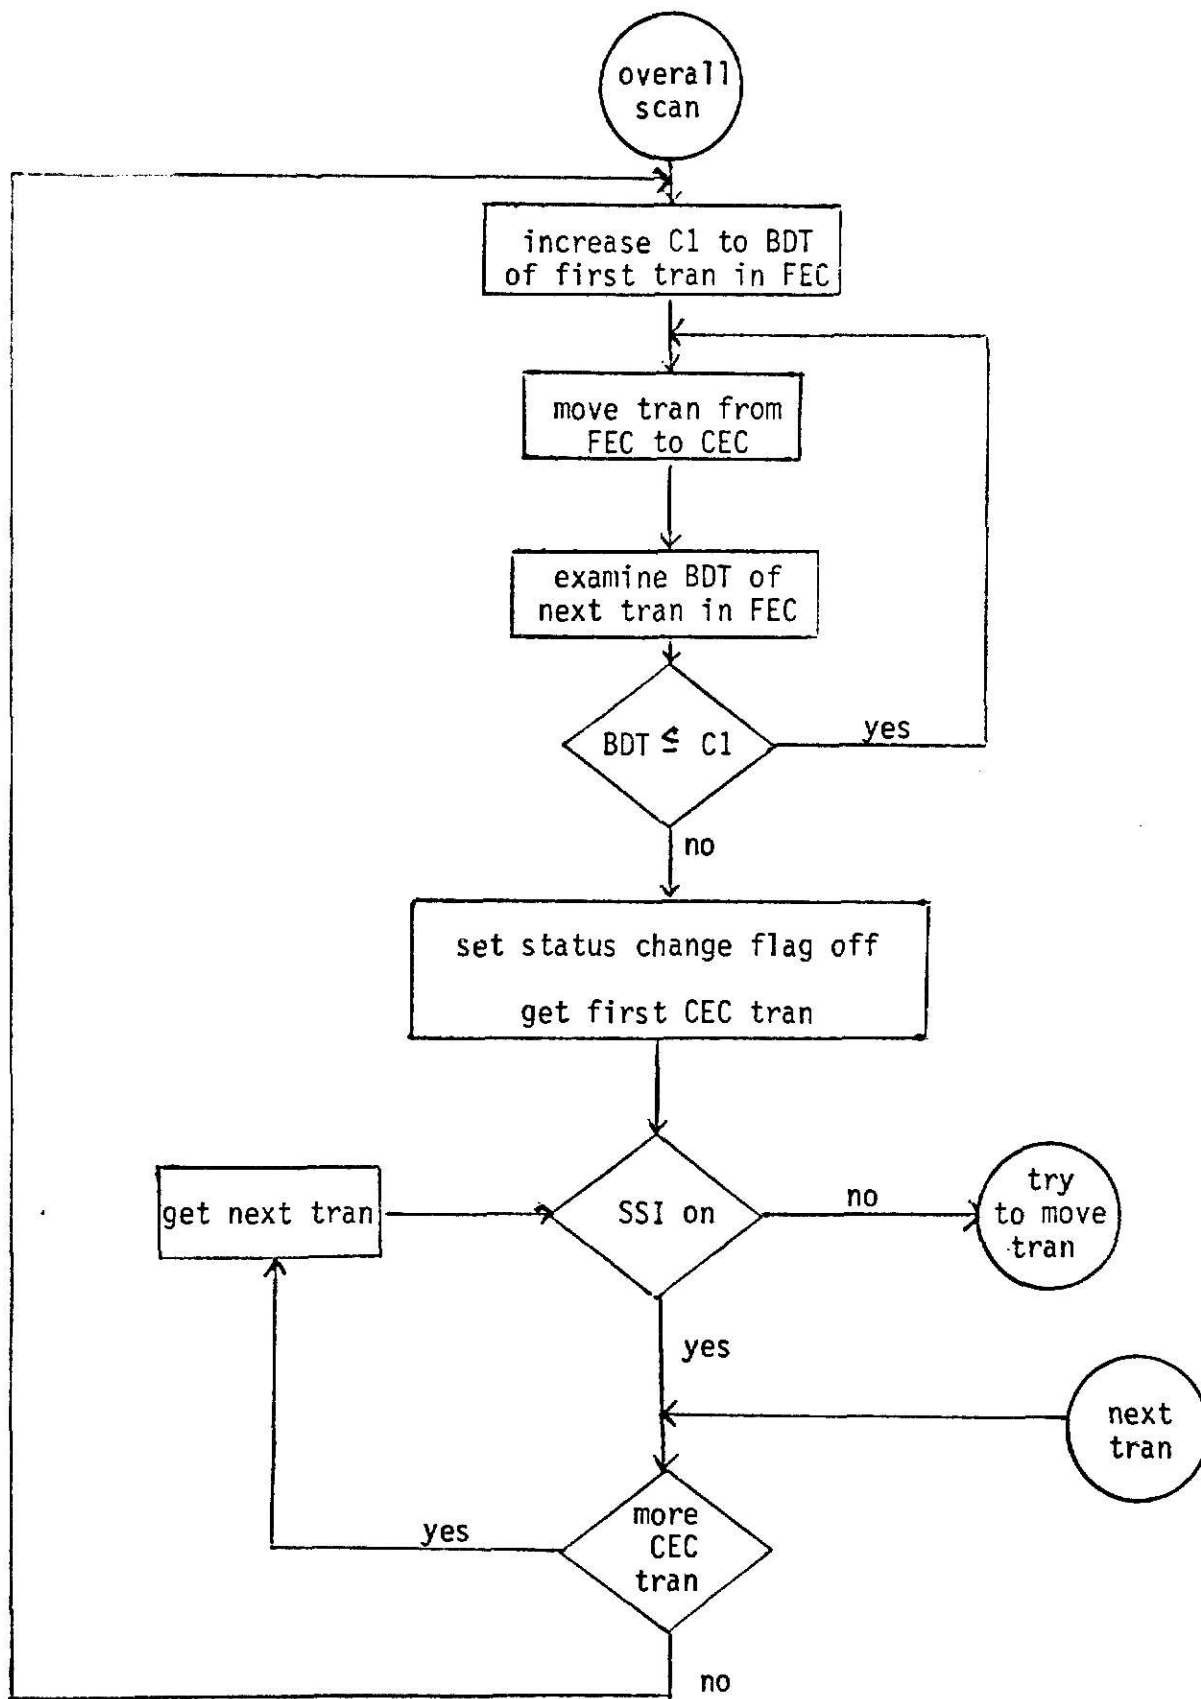 overall
scan
increase C1 to BDT
of first tran in FEC
move tran from
FEC to CEC
examine BDT of
next tran in FEC
BDT ≦ C1
yes
no
set status change flag off
get first CEC tran
get next tran
SSI on
no
try
to move
tran
yes
next
tran
more
CEC
tran
yes
no